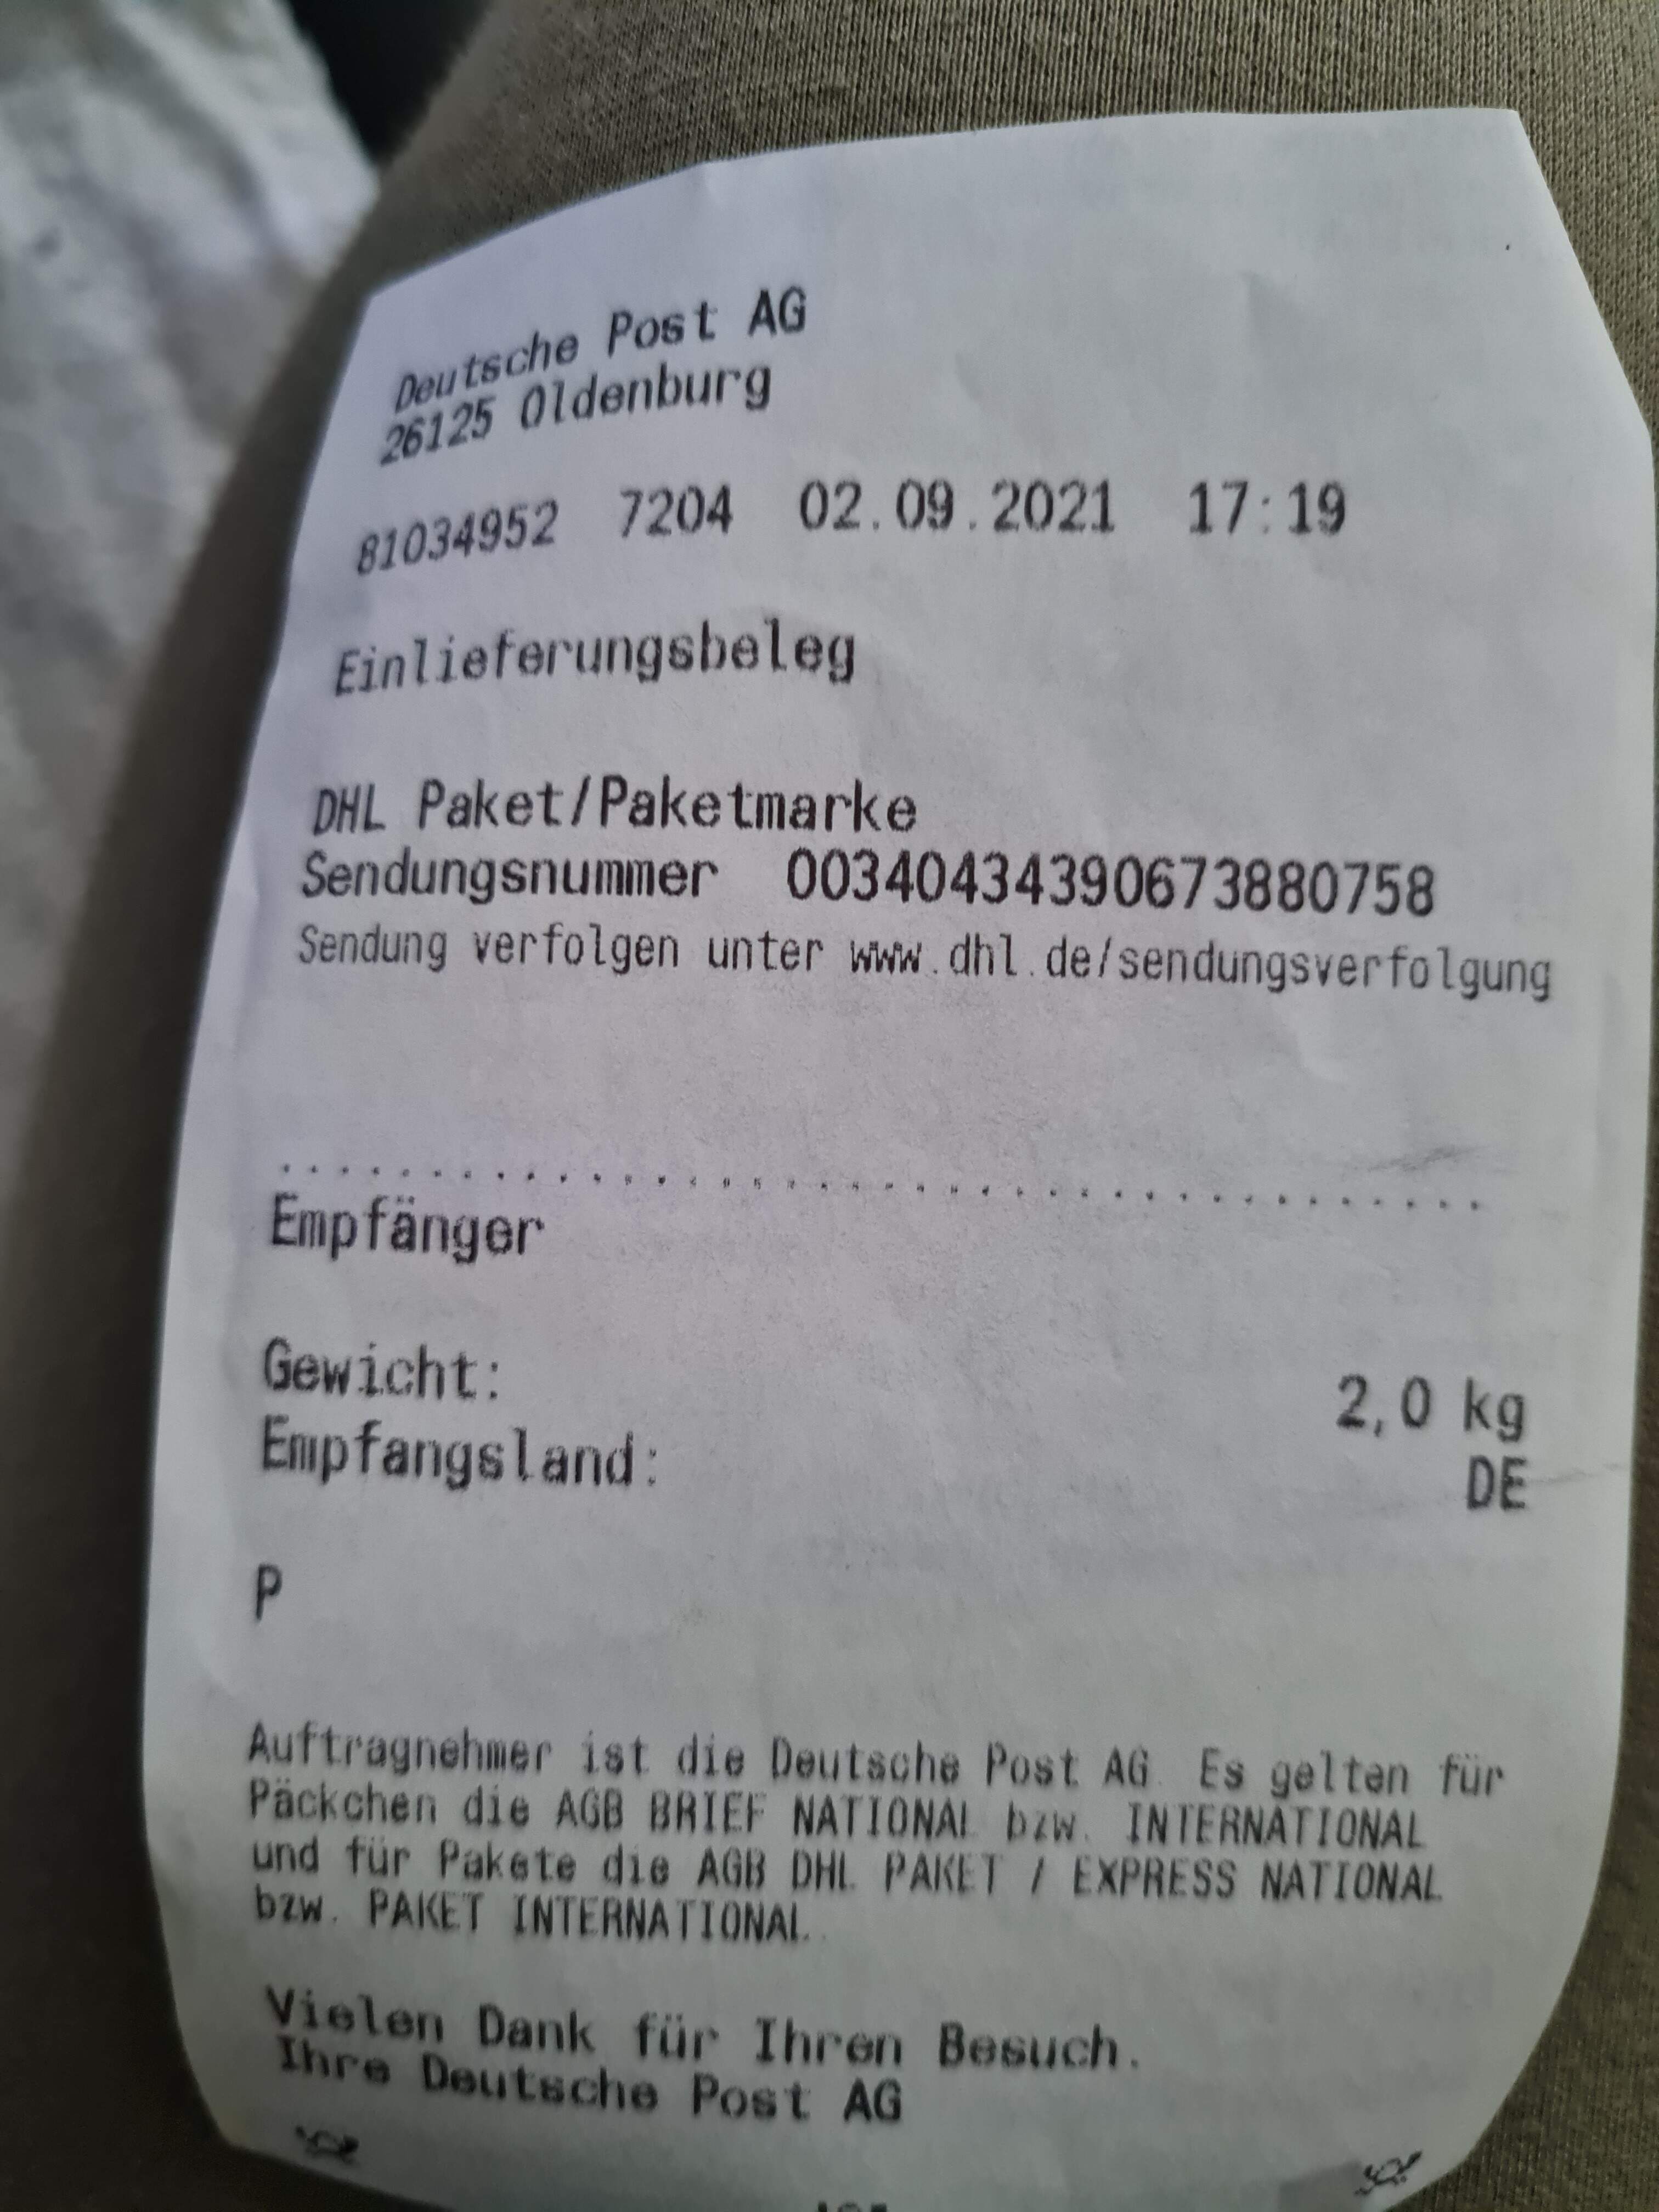 Deutsche Post AG
26125 Oldenburg
81034952 7204 02.09.2021 17:19
Einlieferungsbeleg
DHL Paket/Paketmarke
Sendungsnummer 00340434390673880758
Sendung verfolgen unter www.dhl.de/sendungsverfolgung
Empfänger
Gewicht: 2,0 kg
Empfangsland: DE
P
Auftragnehmer ist die Deutsche Post AG. Es gelten für
Päckchen die AGB BRIEF NATIONAL bzw. INTERNATIONAL
und für Pakete die AGB DHL PAKET / EXPRESS NATIONAL
bzw. PAKET INTERNATIONAL.
Vielen Dank für Ihren Besuch.
Ihre Deutsche Post AG